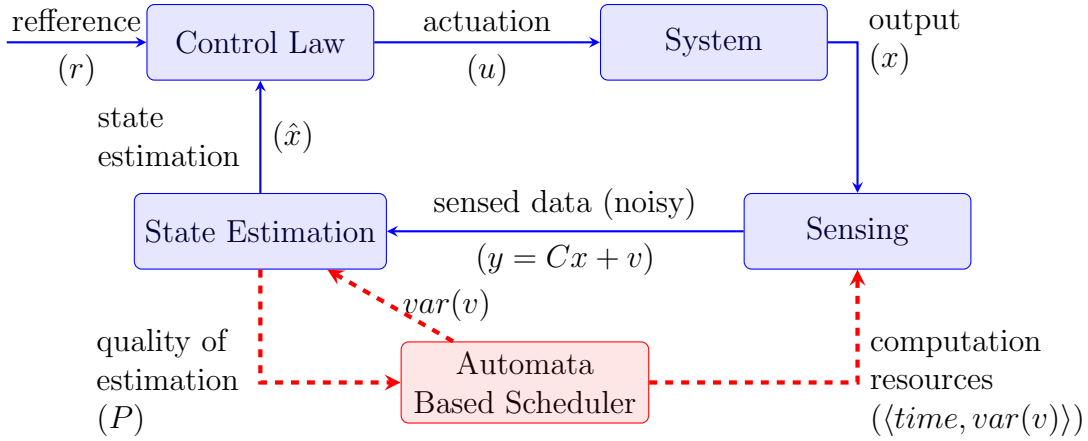 refference
(r)
Control Law
actuation
(u)
System
output
(x)
state
estimation
(x̂)
State Estimation
sensed data (noisy)
(y = Cx + v)
Sensing
var(v)
quality of
estimation
(P)
Automata
Based Scheduler
computation
resources
(⟨time, var(v)⟩)